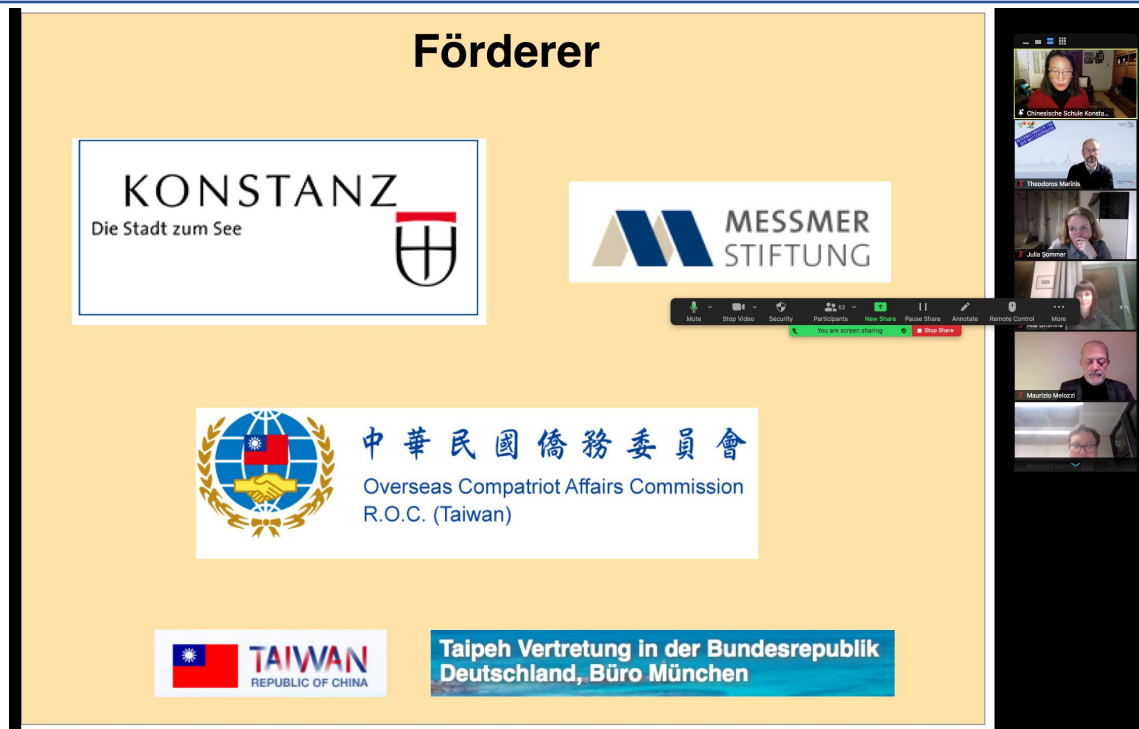 Förderer
KONSTANZ
Die Stadt zum See
MESSMER
STIFTUNG
Mute
Stop Video
Security
62
Participants
New Share
Pause Share
Annotate
Remote Control
More
You are screen sharing
Stop Share
中華民國僑務委員會
Overseas Compatriot Affairs Commission
R.O.C. (Taiwan)
TAIWAN
REPUBLIC OF CHINA
Taipeh Vertretung in der Bundesrepublik
Deutschland, Büro München
Chinesische Schule Konsta...
Theodoros Marinis
Julia Sommer
Maurizio Melozzi